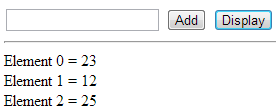 Add Display
Element 0 = 23
Element 1 = 12
Element 2 = 25